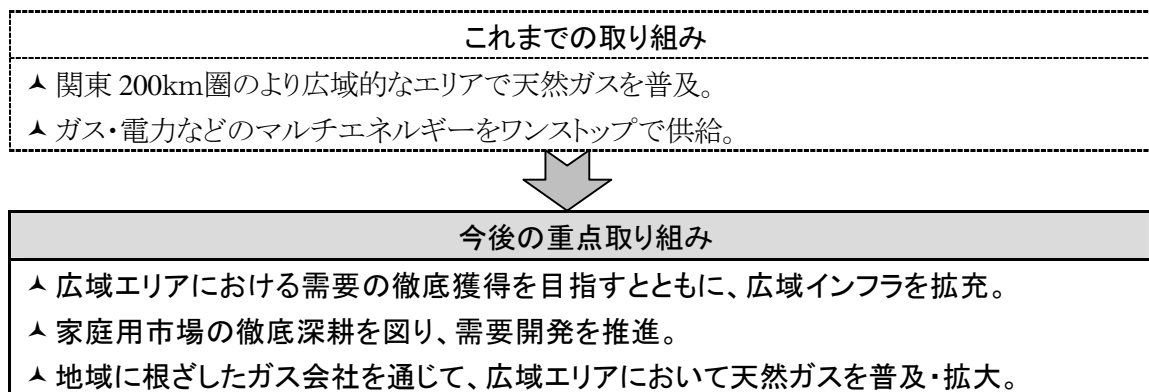 これまでの取り組み
▲ 関東 200km圏のより広域的なエリアで天然ガスを普及。
▲ ガス・電力などのマルチエネルギーをワンストップで供給。
今後の重点取り組み
▲ 広域エリアにおける需要の徹底獲得を目指すとともに、広域インフラを拡充。
▲ 家庭用市場の徹底深耕を図り、需要開発を推進。
▲ 地域に根ざしたガス会社を通じて、広域エリアにおいて天然ガスを普及・拡大。